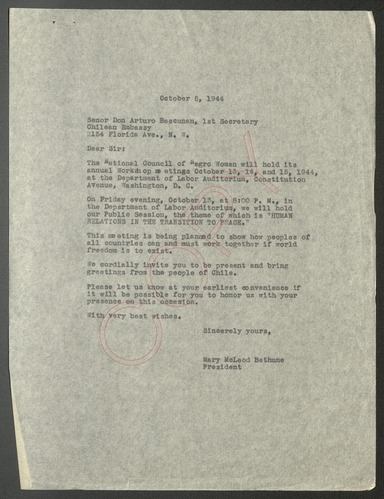 October 5, 1944
Senor Don Arturo Bascunan, 1st Secretary
Chilean Embassy
2154 Florida Ave., N. W.
Dear Sir:
The National Council of Negro Women will hold its
annual Workshop meetings October 13, 14, and 15, 1944,
at the Department of Labor Auditorium, Constitution
Avenue, Washington, D. C.
On Friday evening, October 13, at 8:00 P. M., in
the Department of Labor Auditorium, we will hold
our Public Session, the theme of which is "HUMAN
RELATIONS IN THE TRANSITION TO PEACE."
This meeting is being planned to show how peoples of
all countries can and must work together if world
freedom is to exist.
We cordially invite you to be present and bring
greetings from the people of Chile.
Please let us know at your earliest convenience if
it will be possible for you to honor us with your
presence on this occasion.
With very best wishes.
Sincerely yours,
Mary McLeod Bethune
President